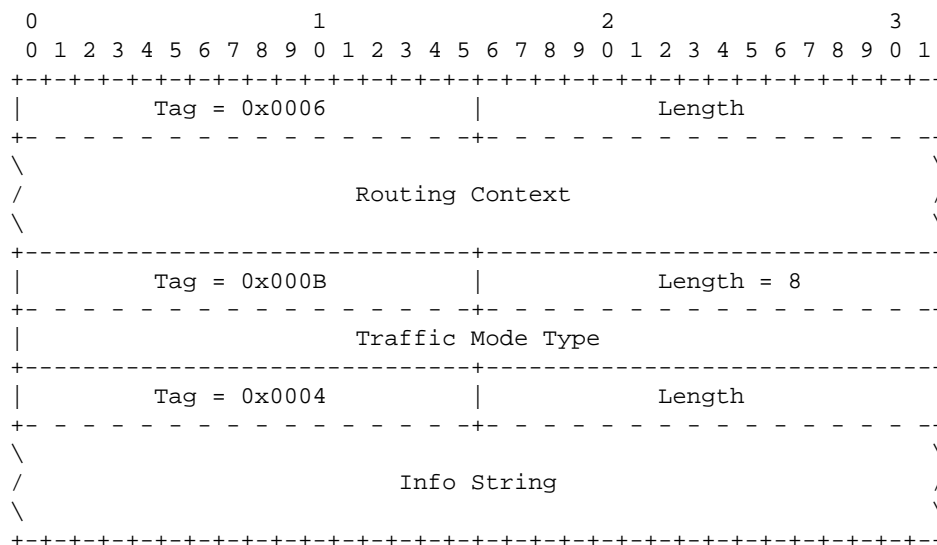 0                   1                   2                   3
 0 1 2 3 4 5 6 7 8 9 0 1 2 3 4 5 6 7 8 9 0 1 2 3 4 5 6 7 8 9 0 1
+-+-+-+-+-+-+-+-+-+-+-+-+-+-+-+-+-+-+-+-+-+-+-+-+-+-+-+-+-+-+-+-
|         Tag = 0x0006          |            Length
+- - - - - - - - - - - - - - - -+- - - - - - - - - - - - - - - --
\                                                               \
/                       Routing Context                         /
\                                                               \
+-------------------------------+--------------------------------
|         Tag = 0x000B          |            Length = 8
+- - - - - - - - - - - - - - - -+- - - - - - - - - - - - - - - --
|                       Traffic Mode Type
+-------------------------------+--------------------------------
|         Tag = 0x0004          |            Length
+- - - - - - - - - - - - - - - -+- - - - - - - - - - - - - - - --
\                                                               \
/                          Info String                          /
\                                                               \
+-+-+-+-+-+-+-+-+-+-+-+-+-+-+-+-+-+-+-+-+-+-+-+-+-+-+-+-+-+-+-+-